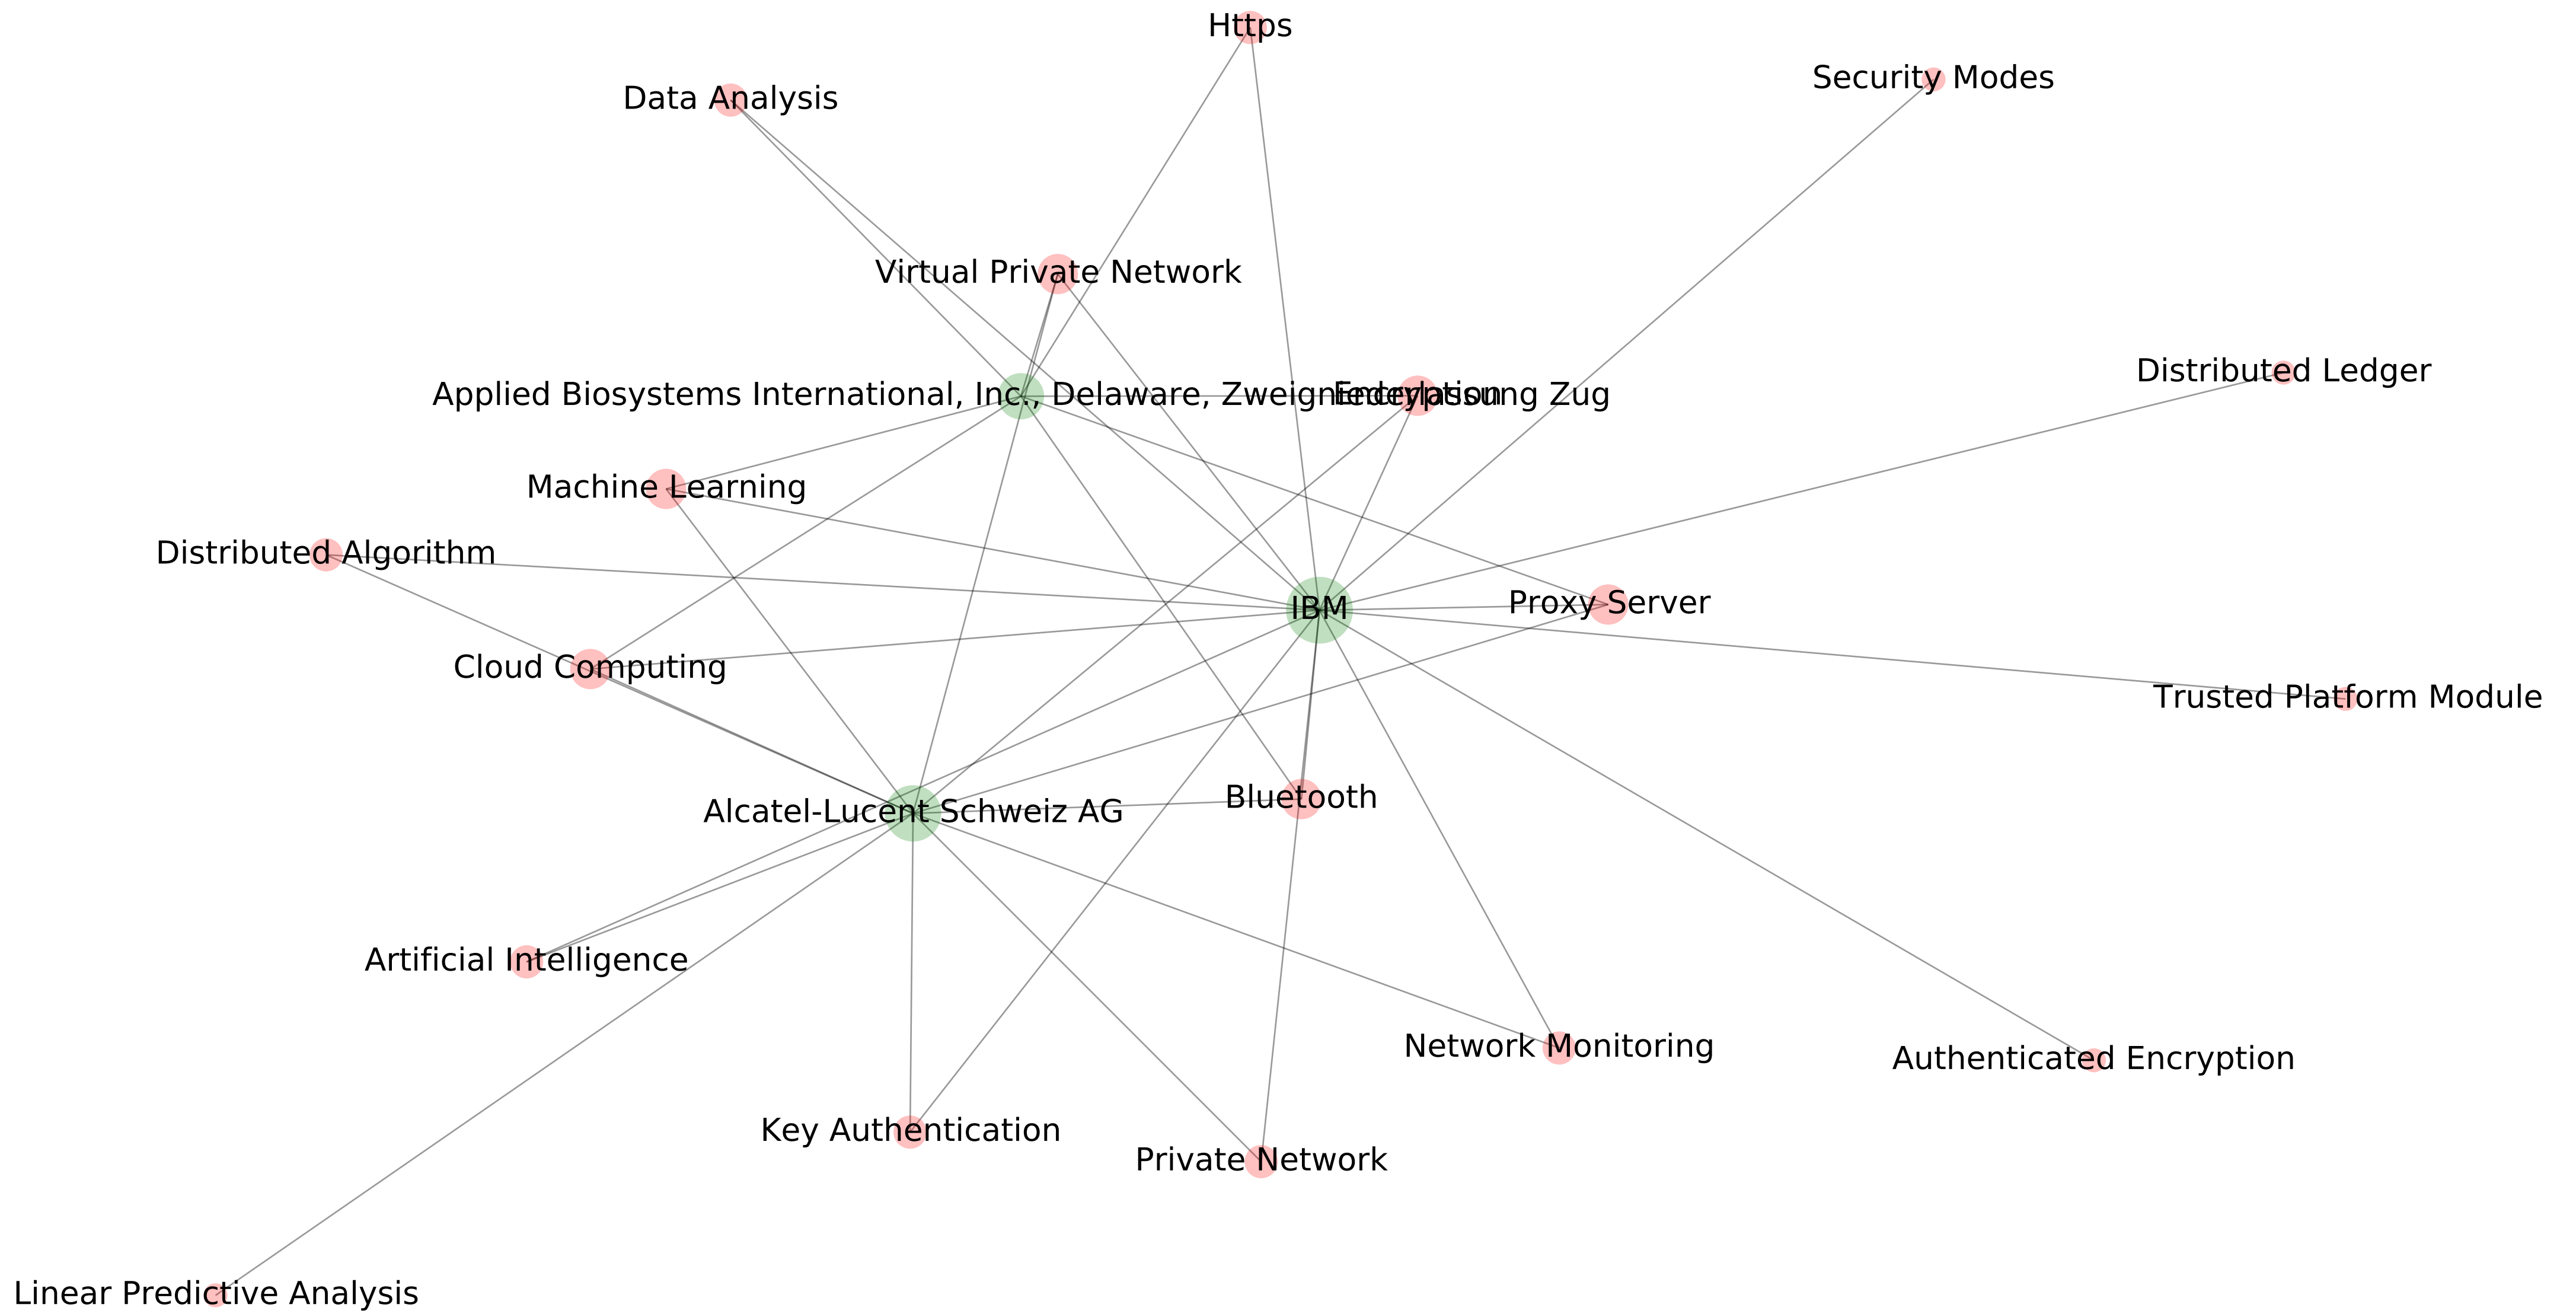 Https
Security Modes
Data Analysis
Virtual Private Network
Distributed Ledger
Applied Biosystems International, Inc., Delaware, Zweigniederlassung Zug
Encryption
Machine Learning
Distributed Algorithm
IBM
Proxy Server
Cloud Computing
Trusted Platform Module
Bluetooth
Alcatel-Lucent Schweiz AG
Artificial Intelligence
Network Monitoring
Authenticated Encryption
Key Authentication
Private Network
Linear Predictive Analysis